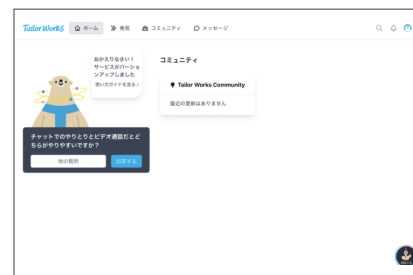 TailorWorks
ホーム
発見
コミュニティ
メッセージ
おかえりなさい！
サービスがバージョ
ンアップしました
使い方ガイドを見る›
コミュニティ
Tailor Works Community
最近の更新はありません
チャットでのやりとりとビデオ通話だとど
ちらがやりやすいですか？
他の質問
回答する